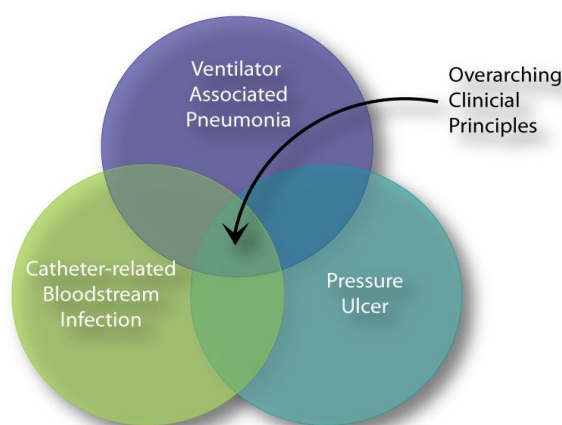 Ventilator
Associated
Pneumonia
Overarching
Clinicial
Principles
Catheter-related
Bloodstream
Infection
Pressure
Ulcer